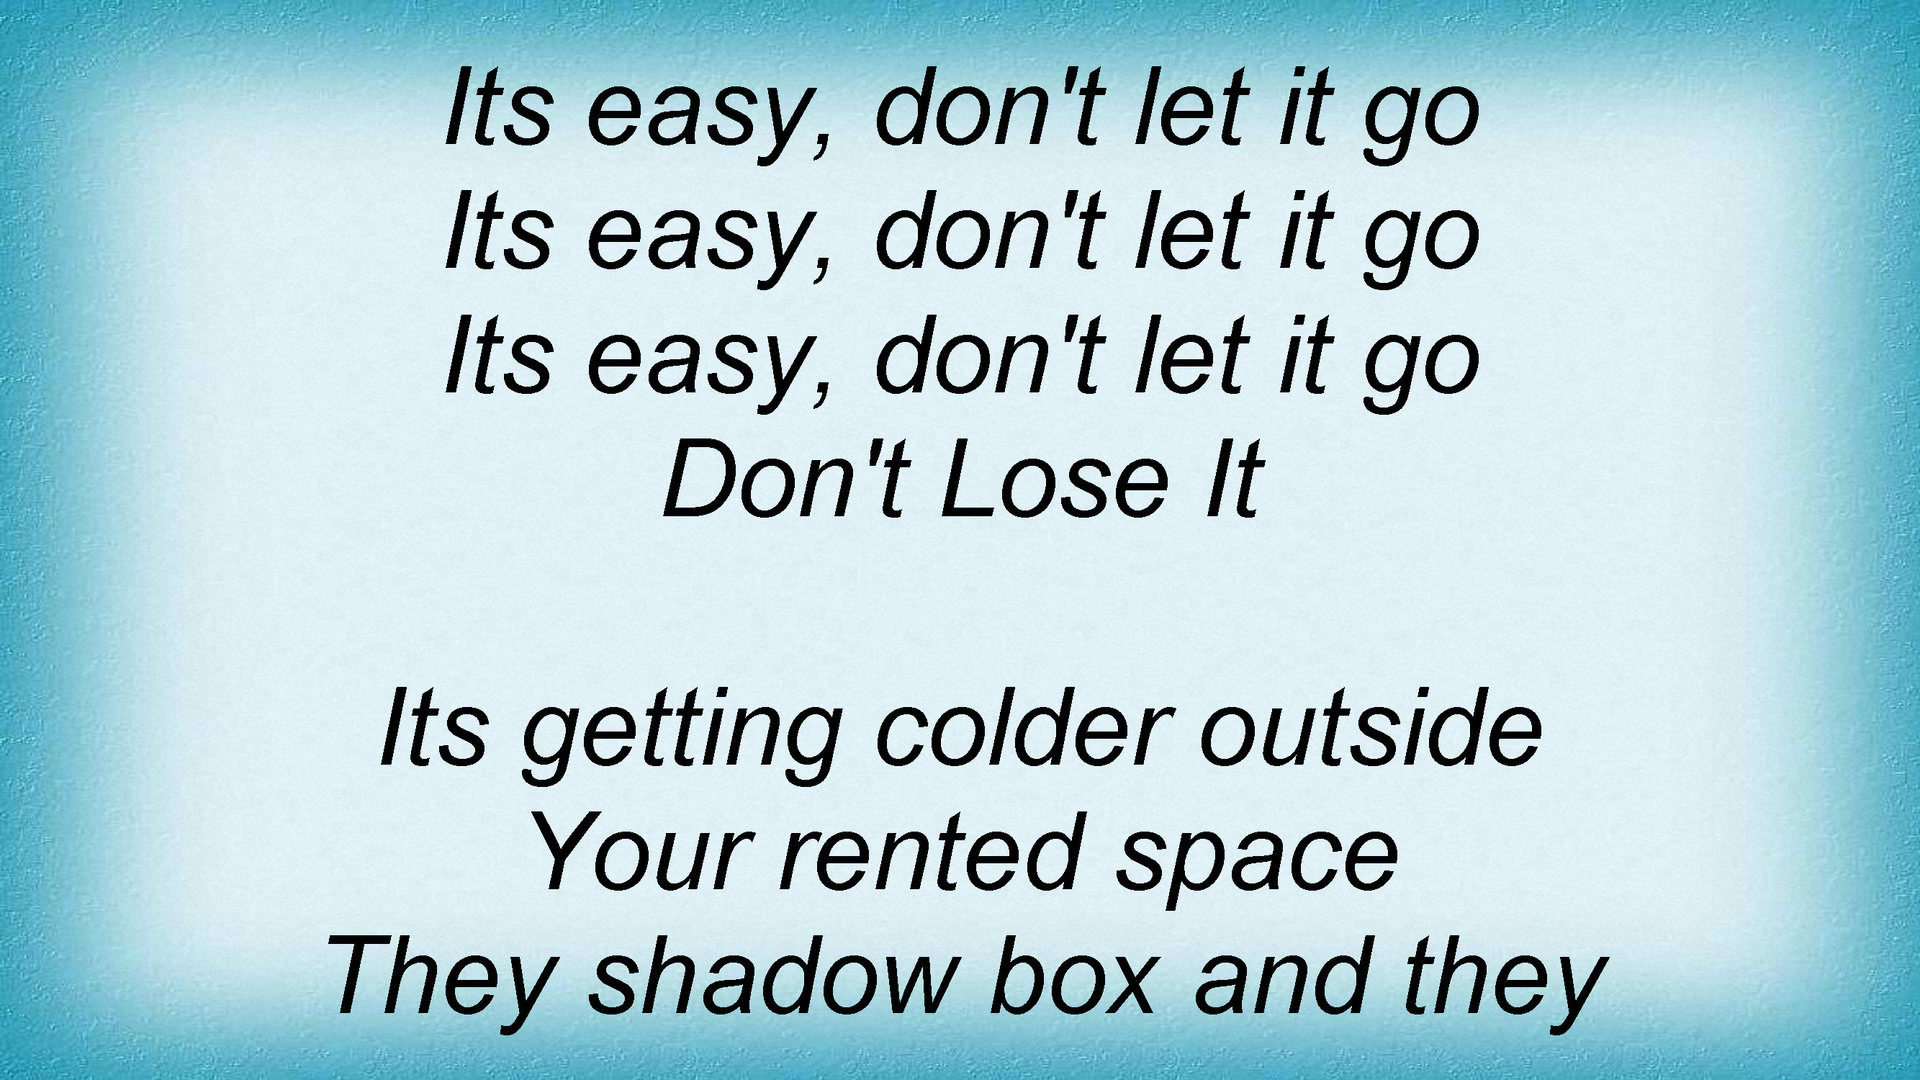 Its easy, don't let it go
Its easy, don't let it go
Its easy, don't let it go
Don't Lose It
Its getting colder outside
Your rented space
They shadow box and they